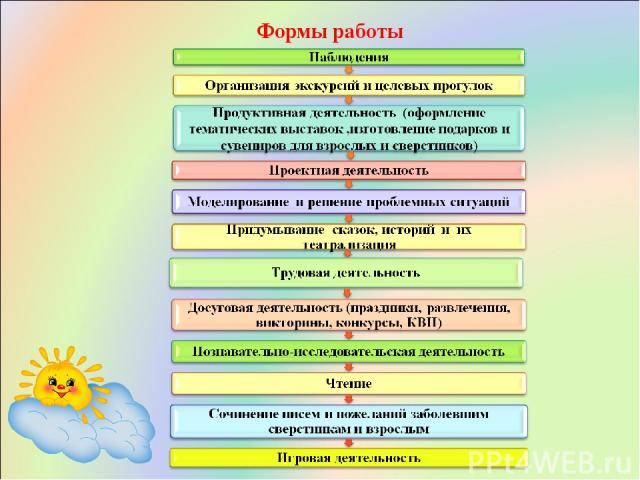 Формы работы
Наблюдения
Организация экскурсий и целевых прогулок
Продуктивная деятельность (оформление
тематических выставок ,изготовление подарков и
сувениров для взрослых и сверстников)
Проектная деятельность
Моделирование и решение проблемных ситуаций
Придумывание сказок, историй и их
театрализация
Трудовая деятельность
Досуговая деятельность (праздники, развлечения,
викторины, конкурсы, КВН)
Познавательно-исследовательская деятельность
Чтение
Сочинение писем и пожеланий заболевшим
сверстникам и взрослым
Игровая деятельность
PPt4WEB.ru